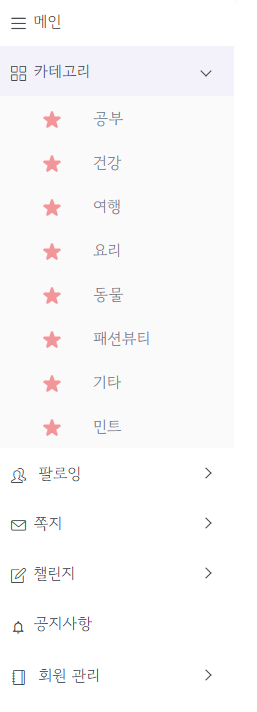 메인
카테고리
공부
건강
여행
요리
동물
패션뷰티
기타
민트
팔로잉
쪽지
챌린지
공지사항
회원 관리